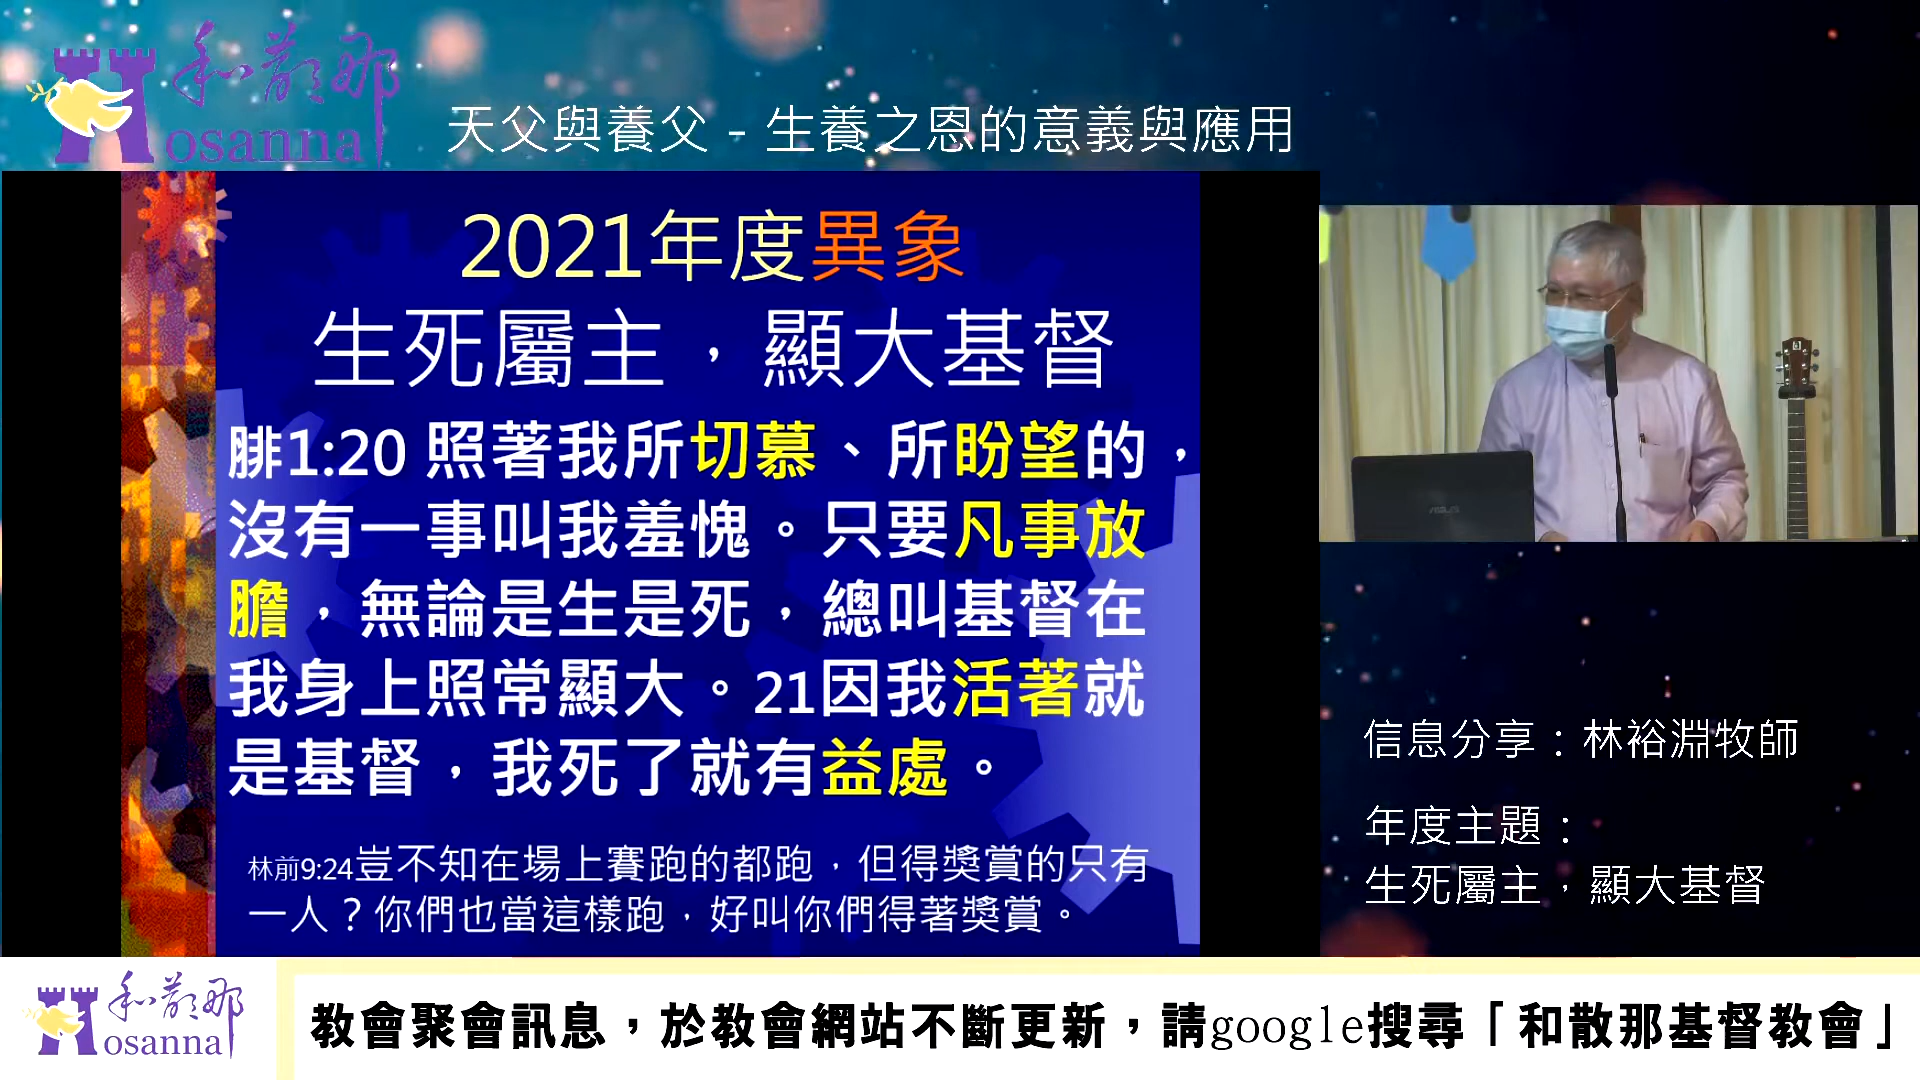 和散那
Hosanna
天父與養父 - 生養之恩的意義與應用
2021年度異象
生死屬主，顯大基督
腓1:20 照著我所切慕、所盼望的，
沒有一事叫我羞愧。只要凡事放
膽，無論是生是死，總叫基督在
我身上照常顯大。21因我活著就
是基督，我死了就有益處。
林前9:24豈不知在場上賽跑的都跑，但得獎賞的只有
一人？你們也當這樣跑，好叫你們得著獎賞。
ASUS
信息分享：林裕淵牧師
年度主題：
生死屬主，顯大基督
和散那
Hosanna
教會聚會訊息，於教會網站不斷更新，請google搜尋「和散那基督教會」